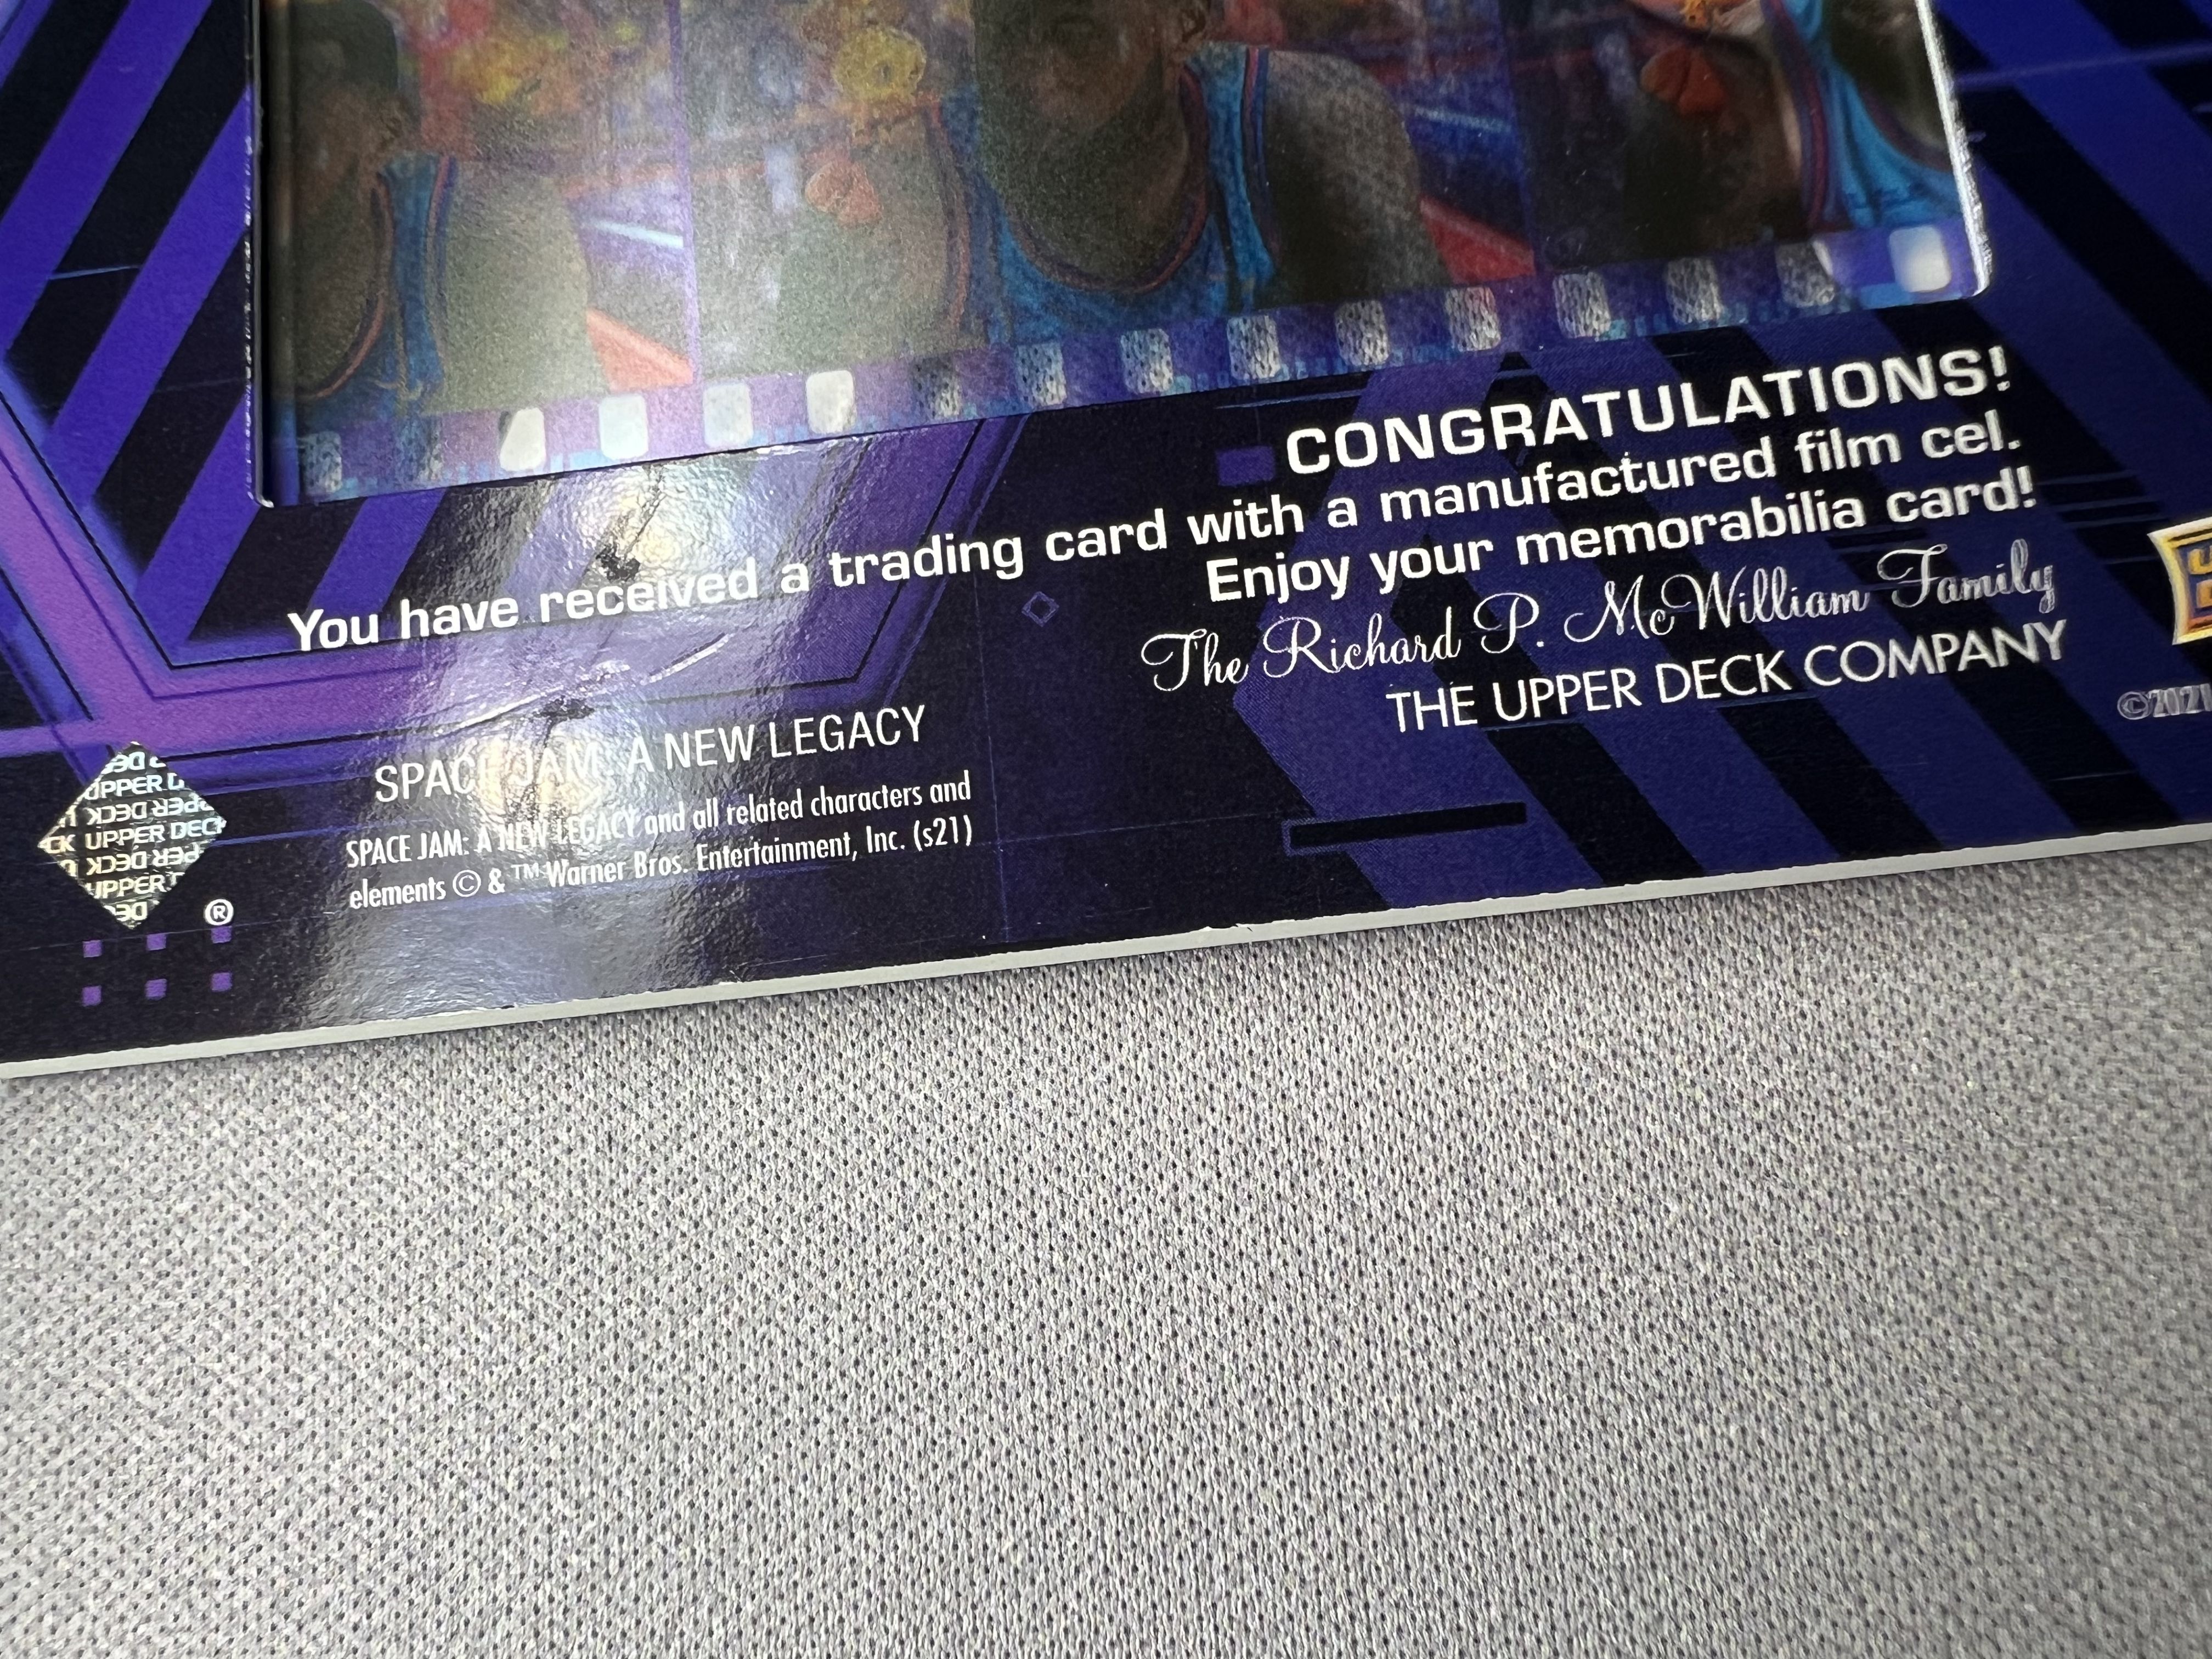 CONGRATULATIONS!
You have received a trading card with a manufactured film cel.
Enjoy your memorabilia card!
The Richard P. McWilliam Family
THE UPPER DECK COMPANY
SPACE JAM: A NEW LEGACY
SPACE JAM: A NEW LEGACY and all related characters and
elements © & ™ Warner Bros. Entertainment, Inc. (s21)
©2021
UPPER DECK
®